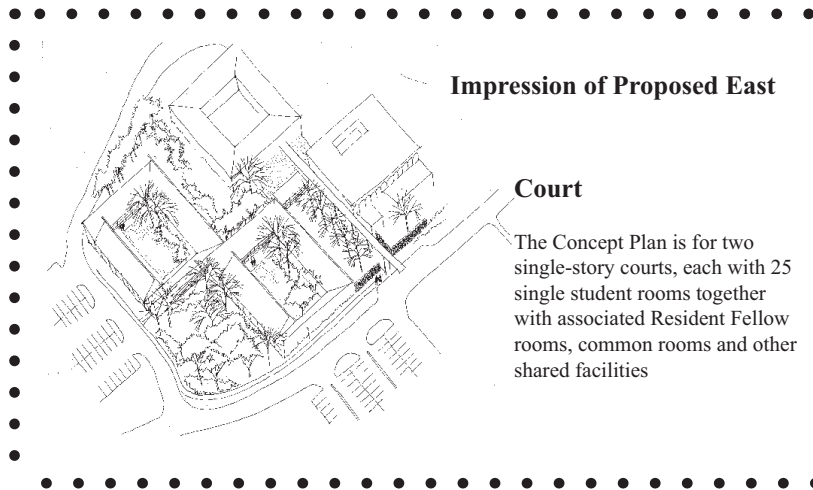 Impression of Proposed East
Court
The Concept Plan is for two
single-story courts, each with 25
single student rooms together
with associated Resident Fellow
rooms, common rooms and other
shared facilities